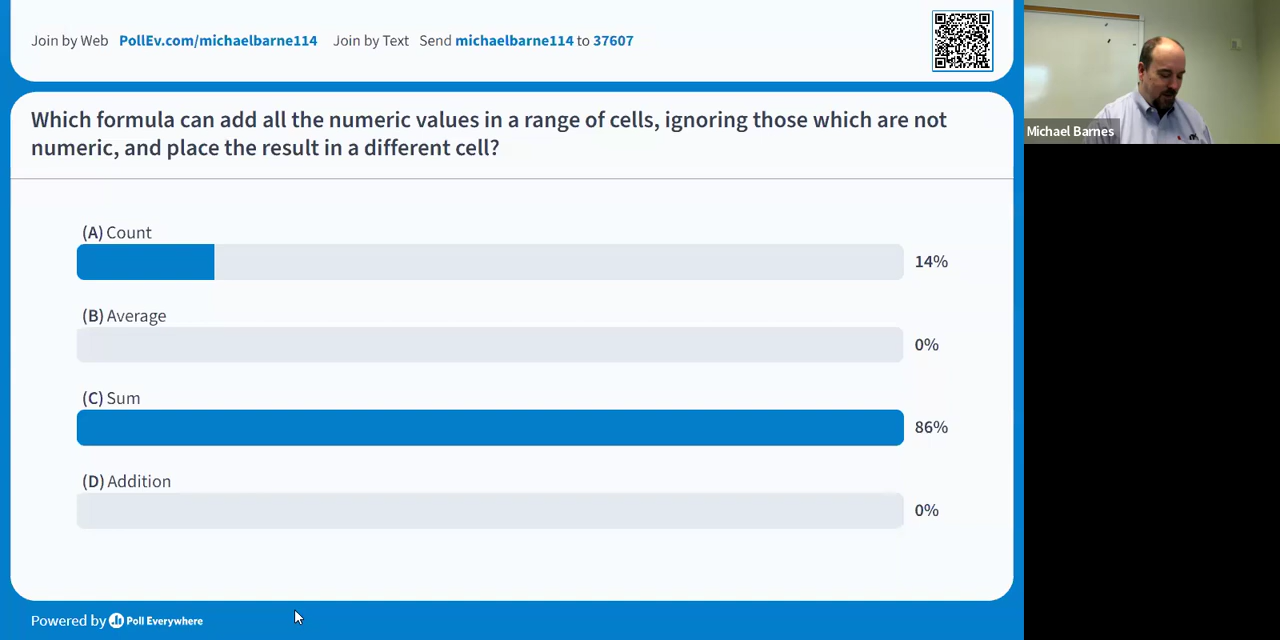 Join by Web PollEv.com/michaelbarne114 Join by Text Send michaelbarne114 to 37607
Michael Barnes
Which formula can add all the numeric values in a range of cells, ignoring those which are not
numeric, and place the result in a different cell?
(A) Count
14%
(B) Average
0%
(C) Sum
86%
(D) Addition
0%
Powered by Poll Everywhere